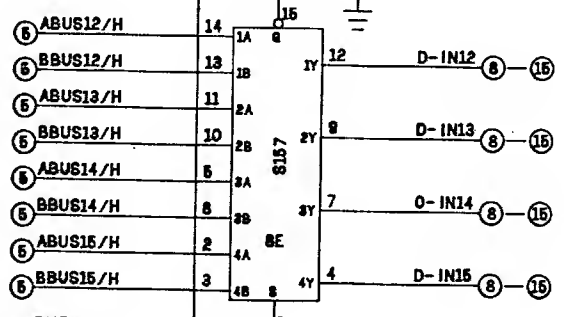 15
5 ABUS12/H 14 1A G
1Y 12 D-IN12 8 15
5 BBUS12/H 13 1B
5 ABUS13/H 11 2A
2Y 9 D-IN13 8 15
5 BBUS13/H 10 2B
S157
5 ABUS14/H 5 3A
3Y 7 O-IN14 8 15
5 BBUS14/H 6 3B
8E
5 ABUS15/H 2 4A
4Y 4 D-IN15 8 15
5 BBUS15/H 3 4B S